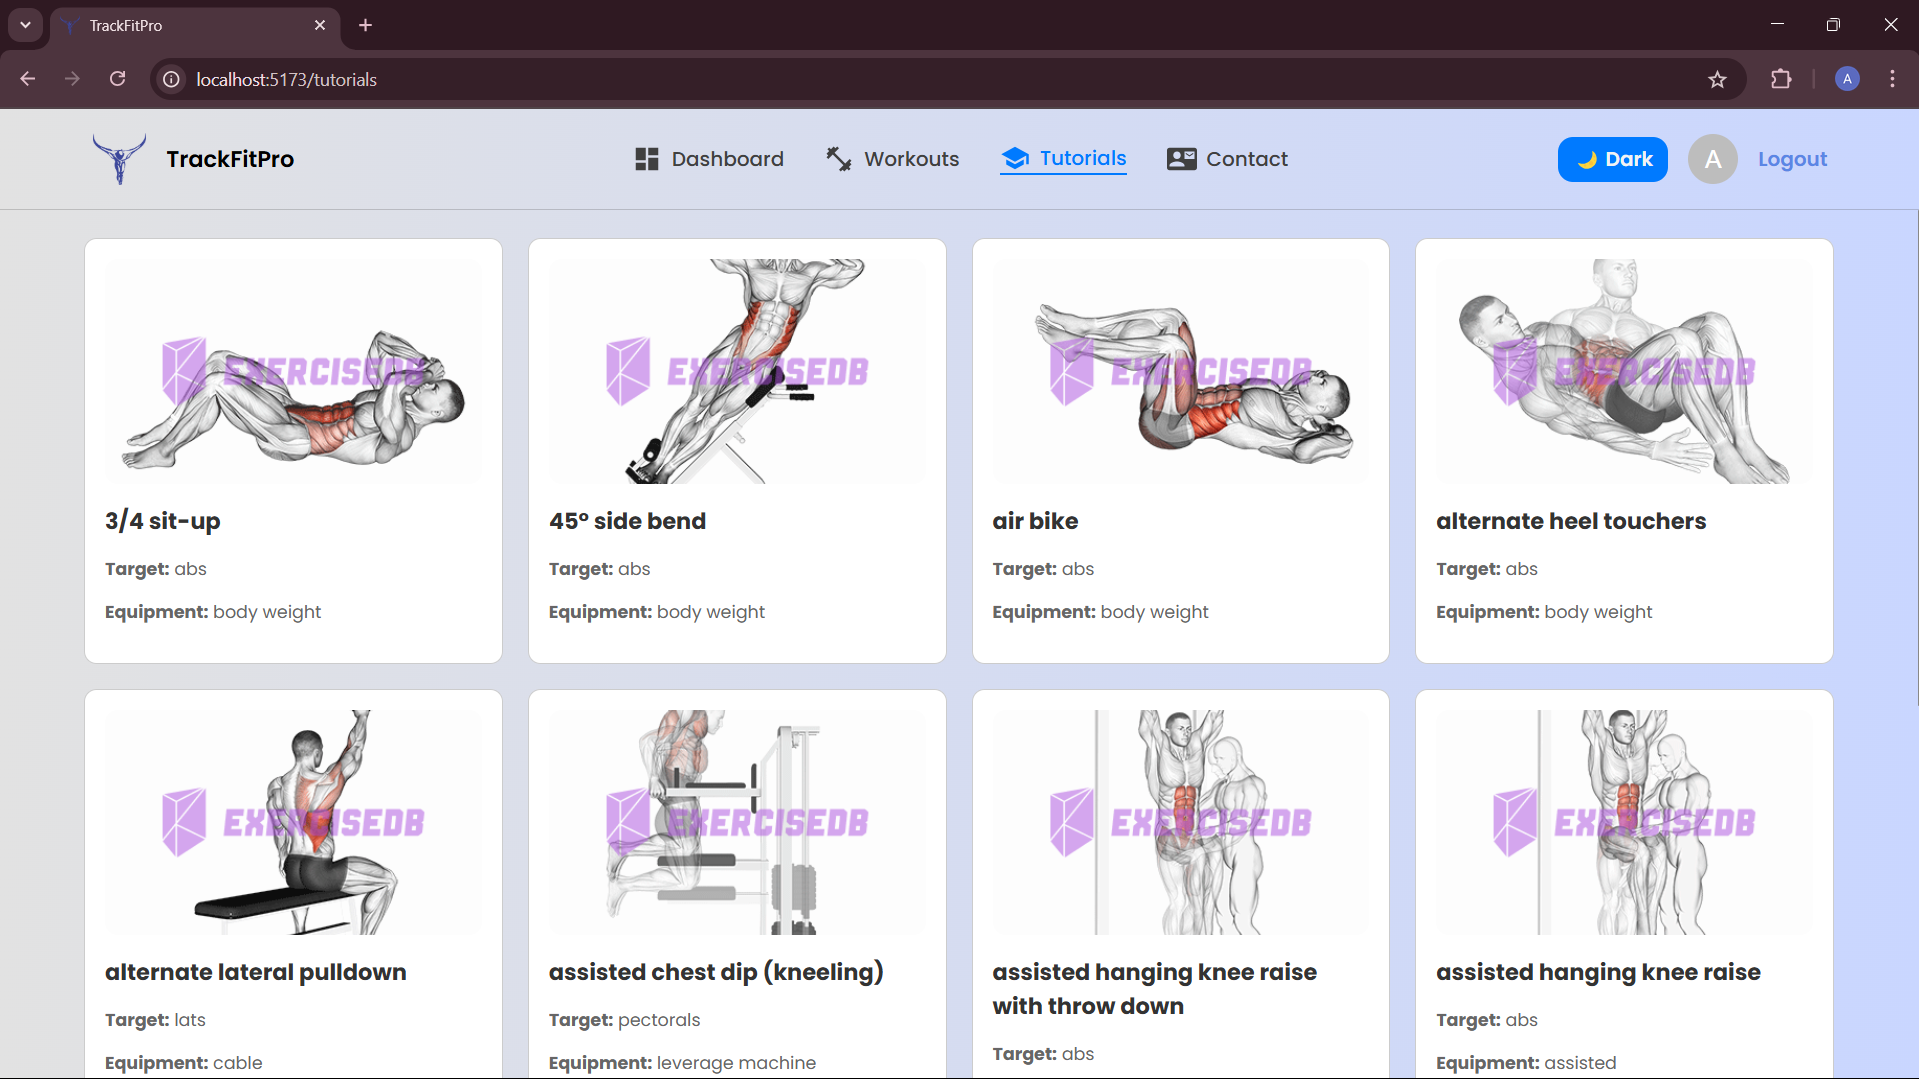 TrackFitPro
localhost:5173/tutorials
A
TrackFitPro
Dashboard
Workouts
Tutorials
Contact
🌙 Dark
A
Logout
EXERCISEDB
EXERCISEDB
EXERCISEDB
EXERCISEDB
3/4 sit-up
45° side bend
air bike
alternate heel touchers
Target: abs
Target: abs
Target: abs
Target: abs
Equipment: body weight
Equipment: body weight
Equipment: body weight
Equipment: body weight
EXERCISEDB
EXERCISEDB
EXERCISEDB
EXERCISEDB
alternate lateral pulldown
assisted chest dip (kneeling)
assisted hanging knee raise
with throw down
assisted hanging knee raise
Target: lats
Target: pectorals
Target: abs
Target: abs
Equipment: cable
Equipment: leverage machine
Equipment: assisted